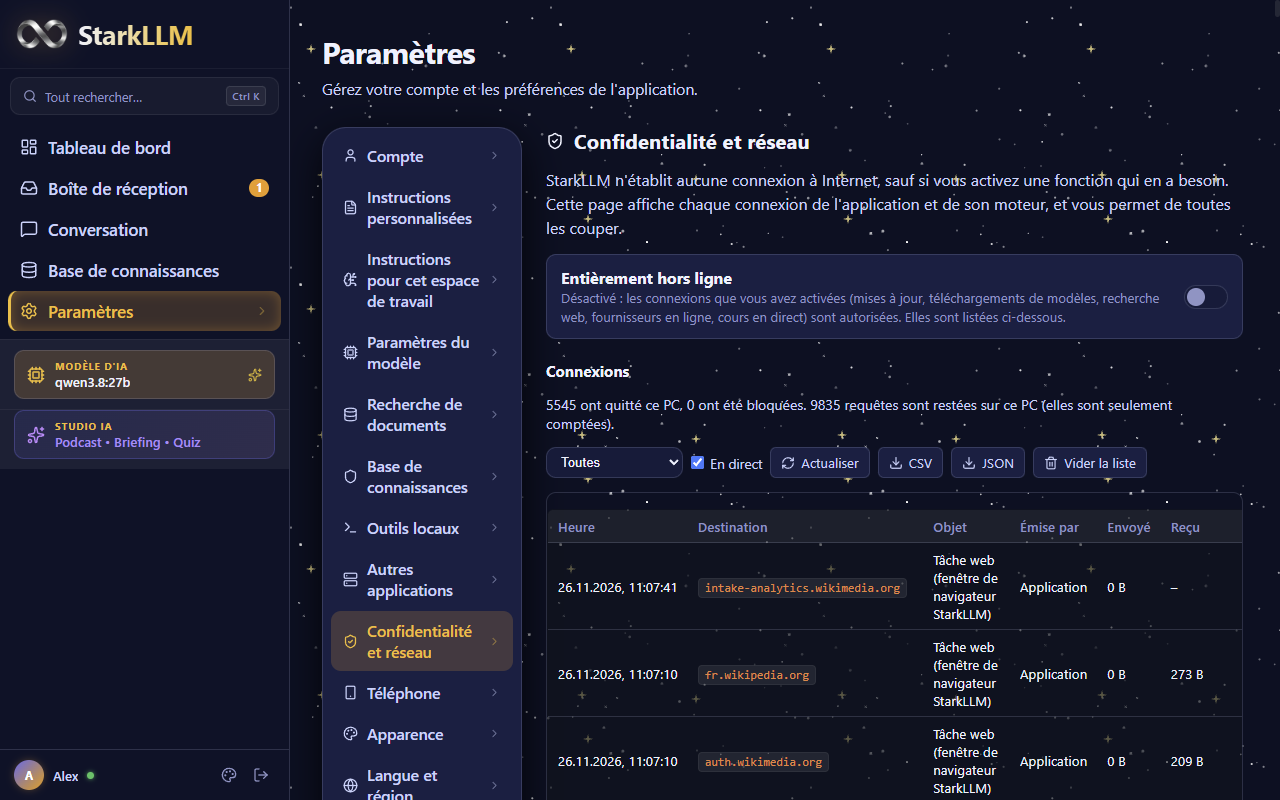 StarkLLM
Tout rechercher...
Ctrl K
Tableau de bord
Boîte de réception
1
Conversation
Base de connaissances
Paramètres
MODÈLE D'IA
qwen3.8:27b
STUDIO IA
Podcast • Briefing • Quiz
A
Alex
Paramètres
Gérez votre compte et les préférences de l'application.
Compte
Instructions
personnalisées
Instructions
pour cet espace
de travail
Paramètres du
modèle
Recherche de
documents
Base de
connaissances
Outils locaux
Autres
applications
Confidentialité
et réseau
Téléphone
Apparence
Langue et
région
Confidentialité et réseau
StarkLLM n'établit aucune connexion à Internet, sauf si vous activez une fonction qui en a besoin.
Cette page affiche chaque connexion de l'application et de son moteur, et vous permet de toutes
les couper.
Entièrement hors ligne
Désactivé : les connexions que vous avez activées (mises à jour, téléchargements de modèles, recherche
web, fournisseurs en ligne, cours en direct) sont autorisées. Elles sont listées ci-dessous.
Connexions
5545 ont quitté ce PC, 0 ont été bloquées. 9835 requêtes sont restées sur ce PC (elles sont seulement
comptées).
Toutes
En direct
Actualiser
CSV
JSON
Vider la liste
Heure Destination Objet Émise par Envoyé Reçu
26.11.2026, 11:07:41 intake-analytics.wikimedia.org
Tâche web
(fenêtre de
navigateur
StarkLLM)
Application 0 B –
26.11.2026, 11:07:10 fr.wikipedia.org
Tâche web
(fenêtre de
navigateur
StarkLLM)
Application 0 B 273 B
26.11.2026, 11:07:10 auth.wikimedia.org
Tâche web
(fenêtre de
navigateur
StarkLLM)
Application 0 B 209 B